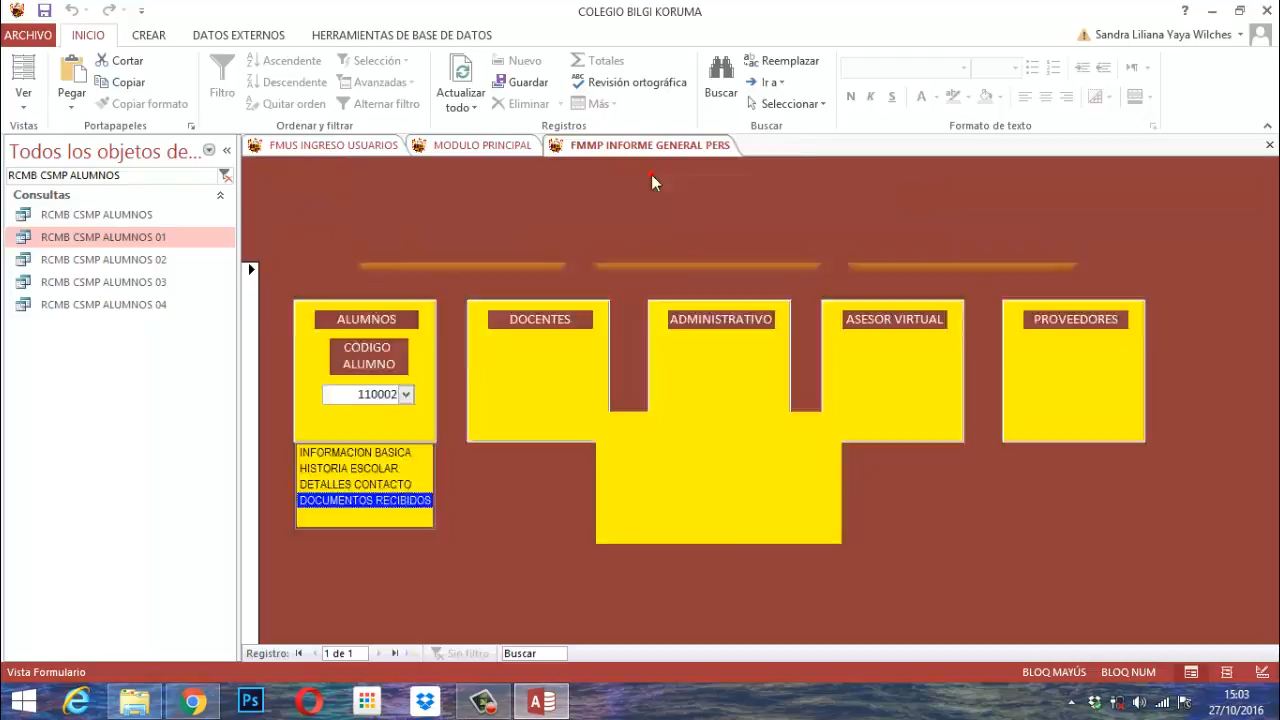 COLEGIO BILGI KORUMA
ARCHIVO INICIO CREAR DATOS EXTERNOS HERRAMIENTAS DE BASE DE DATOS
Sandra Liliana Yaya Wilches
Ver
Vistas
Pegar
Cortar
Copiar
Copiar formato
Portapapeles
Filtro
Ascendente
Descendente
Quitar orden
Selección
Avanzadas
Alternar filtro
Ordenar y filtrar
Actualizar
todo
Nuevo
Guardar
Eliminar
Totales
Revisión ortográfica
Más
Registros
Buscar
Reemplazar
Ir a
Seleccionar
Buscar
N K S
A
Formato de texto
Todos los objetos de...
RCMB CSMP ALUMNOS
Consultas
RCMB CSMP ALUMNOS
RCMB CSMP ALUMNOS 01
RCMB CSMP ALUMNOS 02
RCMB CSMP ALUMNOS 03
RCMB CSMP ALUMNOS 04
FMUS INGRESO USUARIOS
MODULO PRINCIPAL
FMMP INFORME GENERAL PERS
ALUMNOS
CÓDIGO
ALUMNO
110002
INFORMACION BASICA
HISTORIA ESCOLAR
DETALLES CONTACTO
DOCUMENTOS RECIBIDOS
DOCENTES
ADMINISTRATIVO
ASESOR VIRTUAL
PROVEEDORES
Registro: 1 de 1 Sin filtro Buscar
Vista Formulario
BLOQ MAYÚS BLOQ NUM
Ps
15:03
27/10/2016